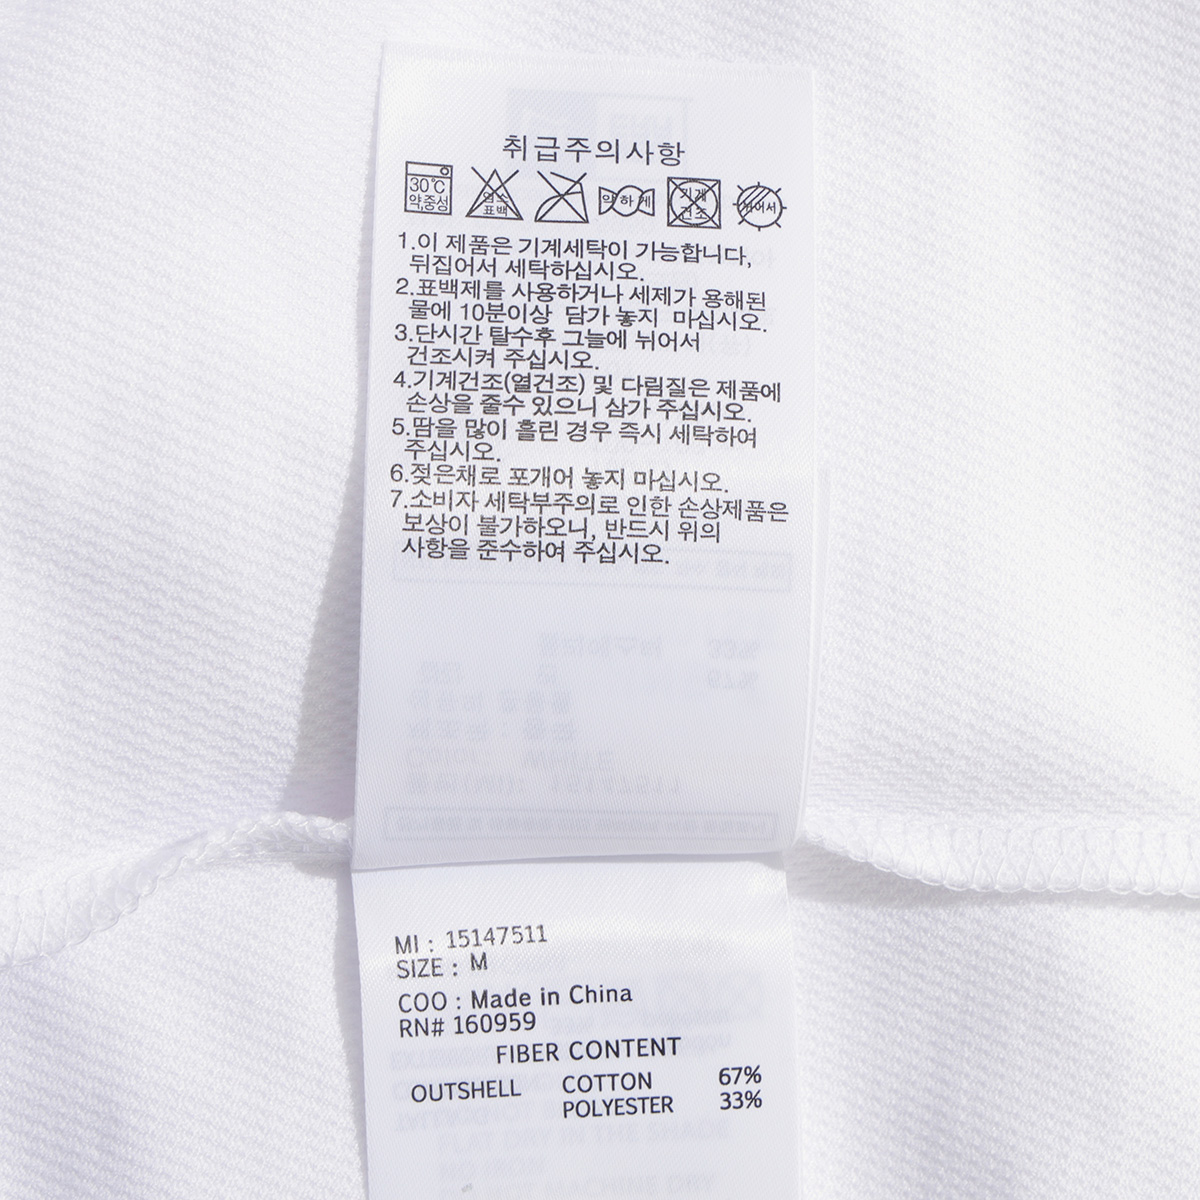 취급주의사항
30℃
약,중성
염소
표백
약하게
기계
건조
뉘어서
1.이 제품은 기계세탁이 가능합니다,
뒤집어서 세탁하십시오.
2.표백제를 사용하거나 세제가 용해된
물에 10분이상 담가 놓지 마십시오.
3.단시간 탈수후 그늘에 뉘어서
건조시켜 주십시오.
4.기계건조(열건조) 및 다림질은 제품에
손상을 줄수 있으니 삼가 주십시오.
5.땀을 많이 흘린 경우 즉시 세탁하여
주십시오.
6.젖은채로 포개어 놓지 마십시오.
7.소비자 세탁부주의로 인한 손상제품은
보상이 불가하오니, 반드시 위의
사항을 준수하여 주십시오.
MI : 15147511
SIZE : M
COO : Made in China
RN# 160959
FIBER CONTENT
OUTSHELL COTTON 67%
POLYESTER 33%